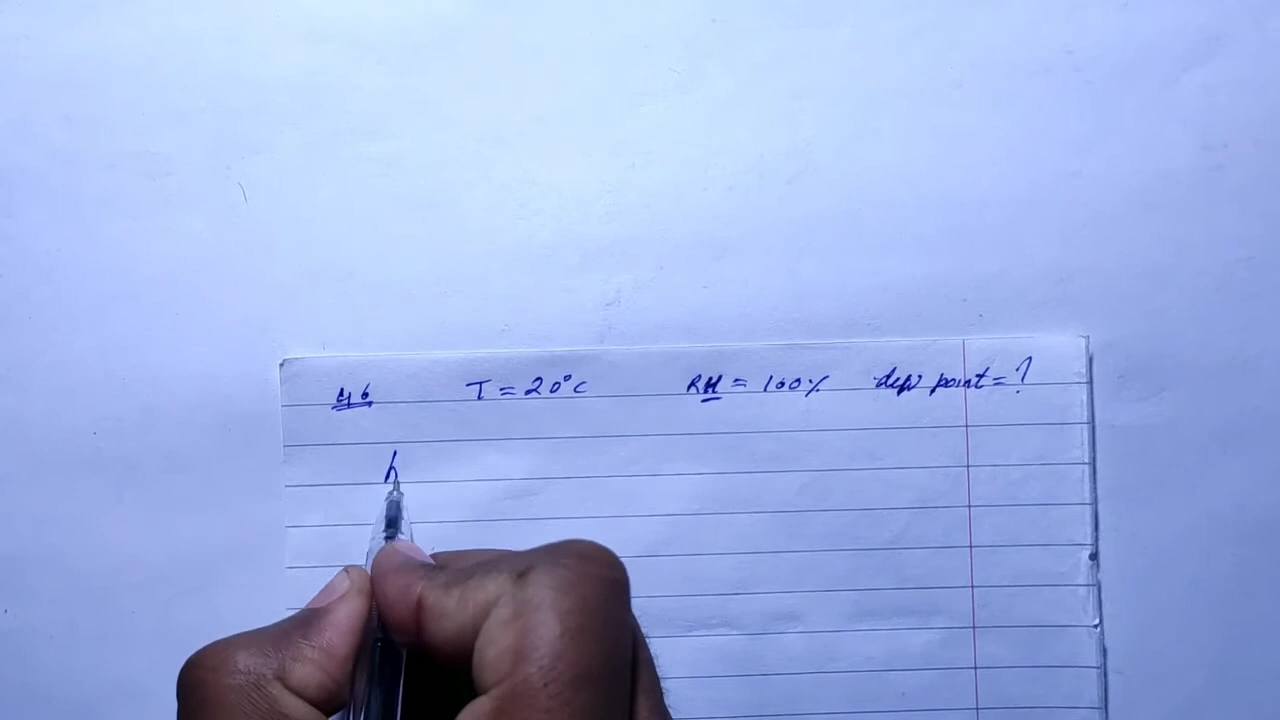 46 T = 20°C RH = 100% dew point = ?
h